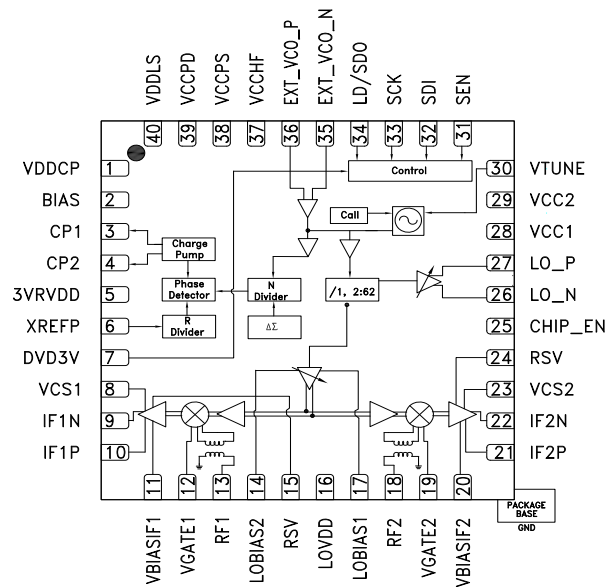 VDDLS
VCCPD
VCCPS
VCCHF
EXT_VCO_P
EXT_VCO_N
LD/SDO
SCK
SDI
SEN
40
39
38
37
36
35
34
33
32
31
VDDCP 1
BIAS 2
CP1 3
CP2 4
3VRVDD 5
XREFP 6
DVD3V 7
VCS1 8
IF1N 9
IF1P 10
Control
Call
Charge
Pump
Phase
Detector
R
Divider
N
Divider
ΔΣ
/1, 2:62
30 VTUNE
29 VCC2
28 VCC1
27 LO_P
26 LO_N
25 CHIP_EN
24 RSV
23 VCS2
22 IF2N
21 IF2P
11
12
13
14
15
16
17
18
19
20
VBIASIF1
VGATE1
RF1
LOBIAS2
RSV
LOVDD
LOBIAS1
RF2
VGATE2
VBIASIF2
PACKAGE
BASE
GND